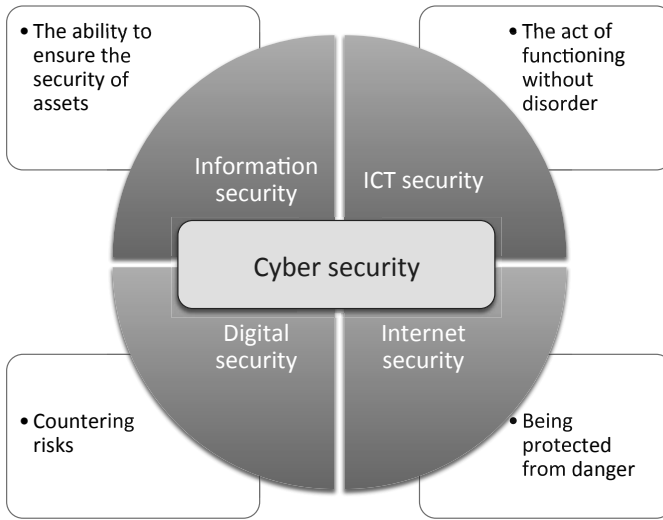 • The ability to
ensure the
security of
assets
• The act of
functioning
without
disorder
Information
security
ICT security
Cyber security
Digital
security
Internet
security
• Countering
risks
• Being
protected
from danger